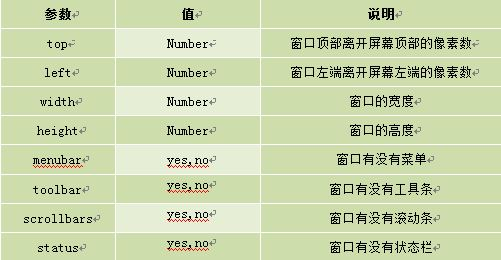 参数 值 说明
top Number 窗口顶部离开屏幕顶部的像素数
left Number 窗口左端离开屏幕左端的像素数
width Number 窗口的宽度
height Number 窗口的高度
menubar yes,no 窗口有没有菜单
toolbar yes,no 窗口有没有工具条
scrollbars yes,no 窗口有没有滚动条
status yes,no 窗口有没有状态栏